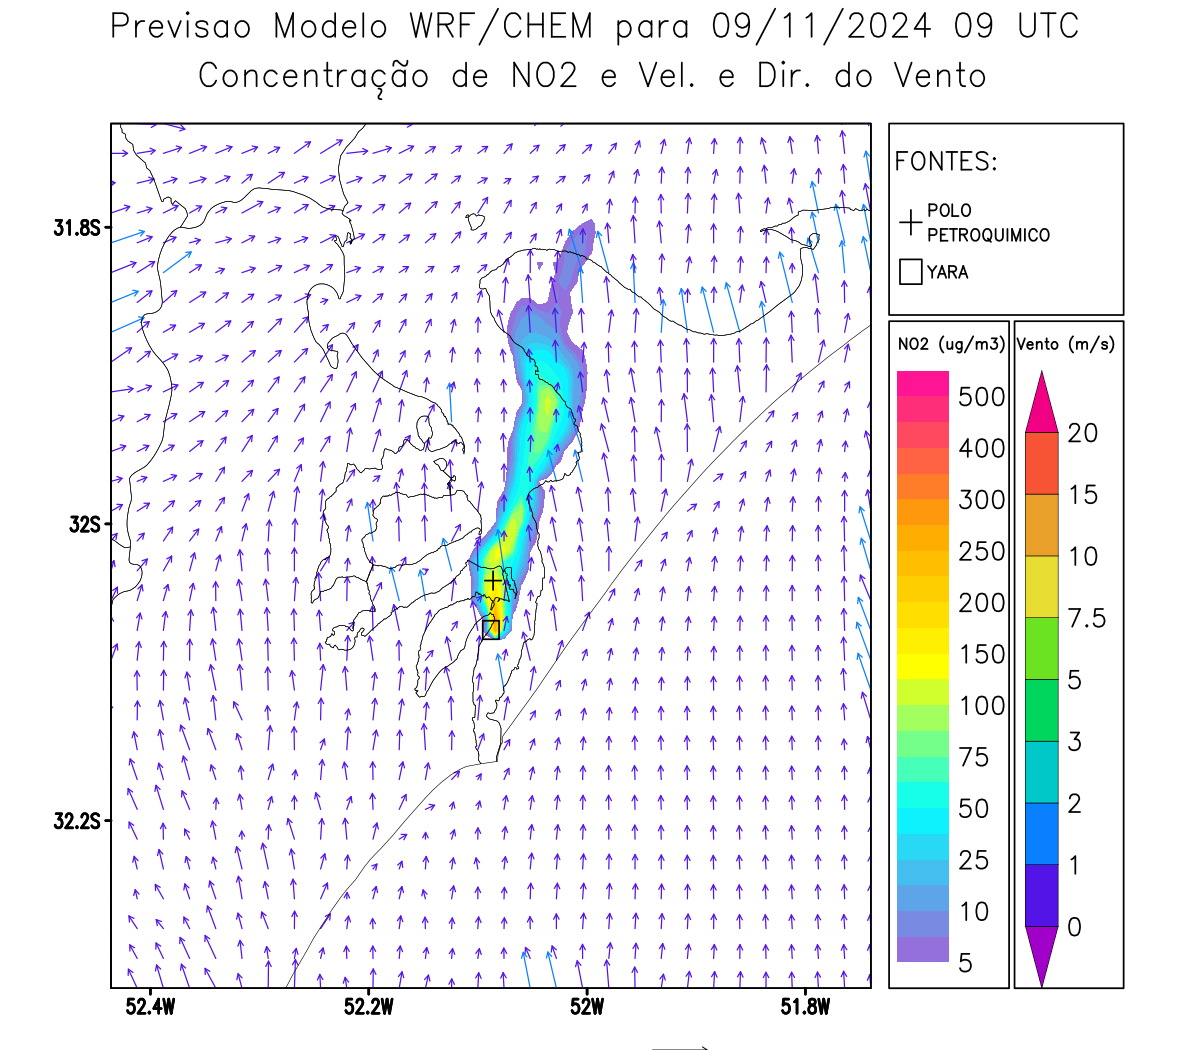 Previsao Modelo WRF/CHEM para 09/11/2024 09 UTC
Concentração de NO2 e Vel. e Dir. do Vento
FONTES:
POLO
PETROQUIMICO
YARA
31.8S
32S
32.2S
52.4W
52.2W
52W
51.8W
NO2 (ug/m3)
500
400
300
250
200
150
100
75
50
25
10
5
Vento (m/s)
20
15
10
7.5
5
3
2
1
0